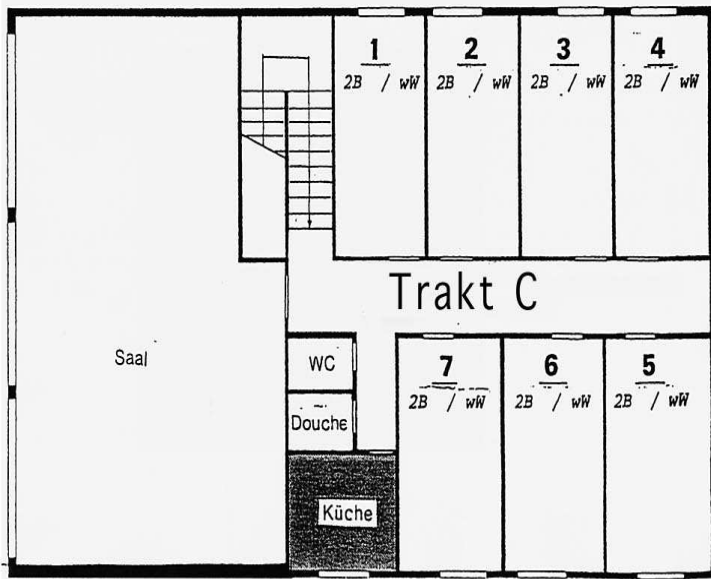 1 2 3 4
2B / wW 2B / wW 2B / wW 2B / wW
Trakt C
Saal
WC
7 6 5
2B / wW 2B / wW 2B / wW
Douche
Küche